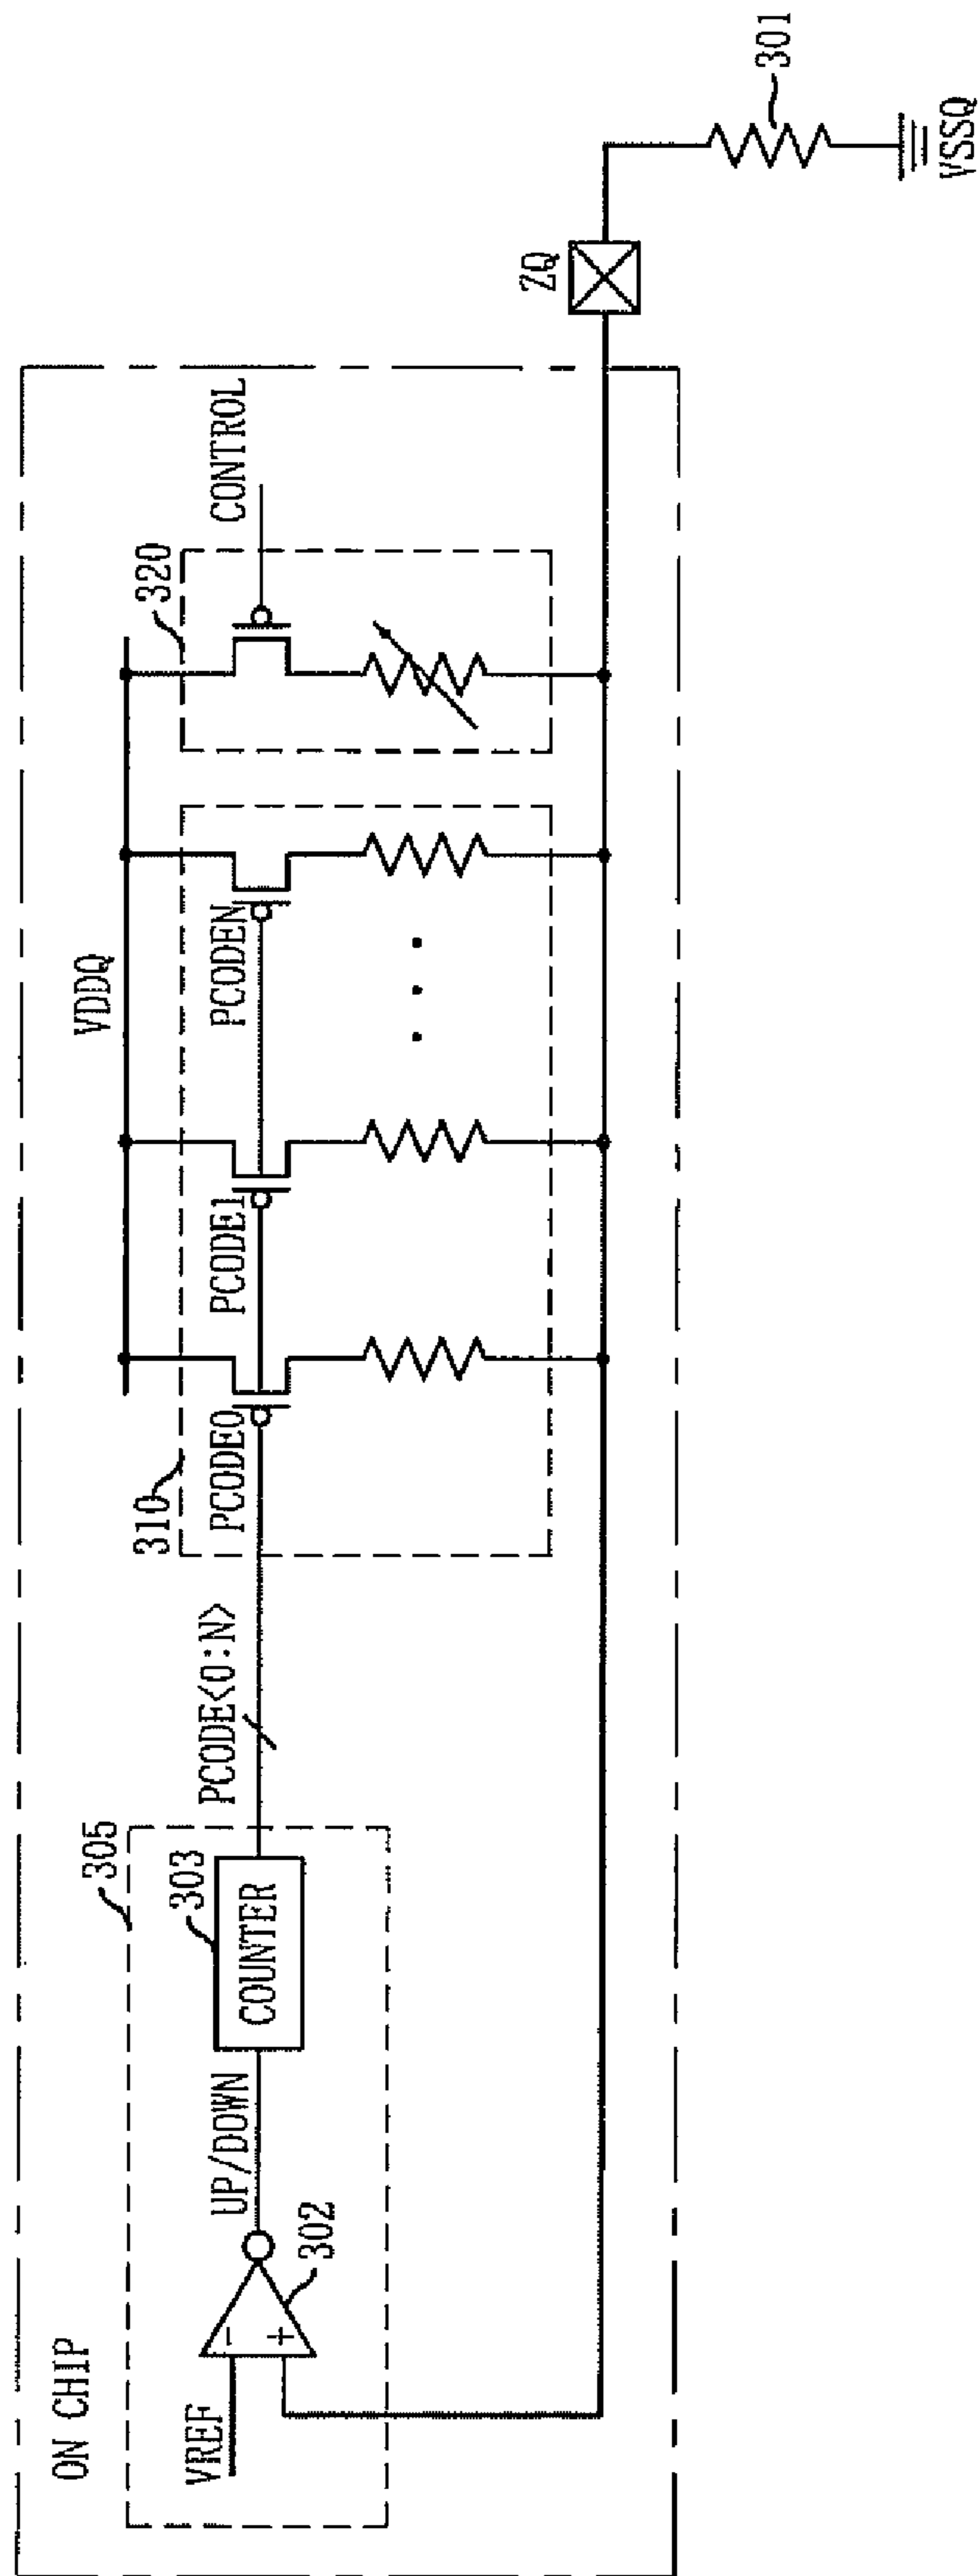 ON CHIP
305
VREF
-
+
302
UP/DOWN
303
COUNTER
PCODE<0:N>
310
PCODE0
PCODE1
PCODEN
VDDQ
320
CONTROL
ZQ
301
VSSQ